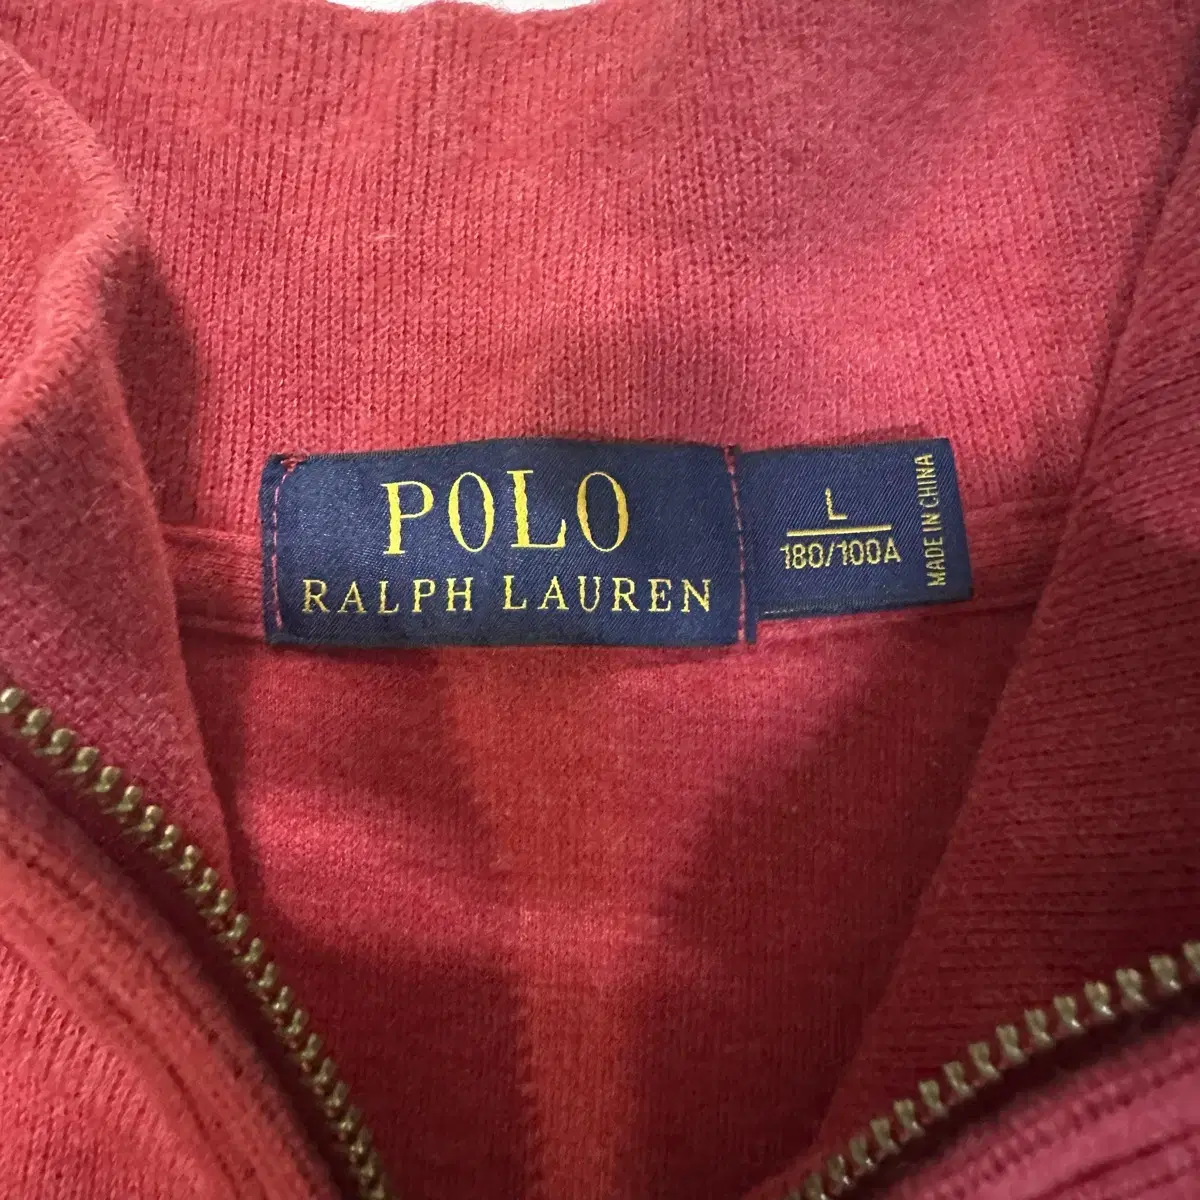 POLO
RALPH LAUREN
L
180/100A
MADE IN CHINA